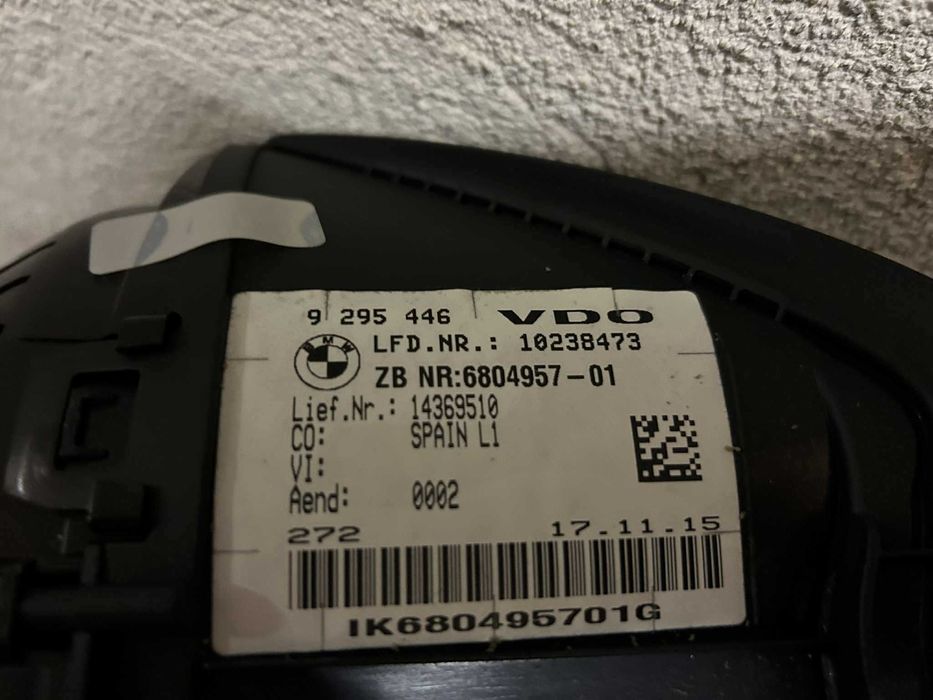 9 295 446 VDO
BMW
LFD.NR.: 10238473
ZB NR:6804957-01
Lief.Nr.: 14369510
CO: SPAIN L1
VI:
Aend: 0002
272 17.11.15
IK680495701G